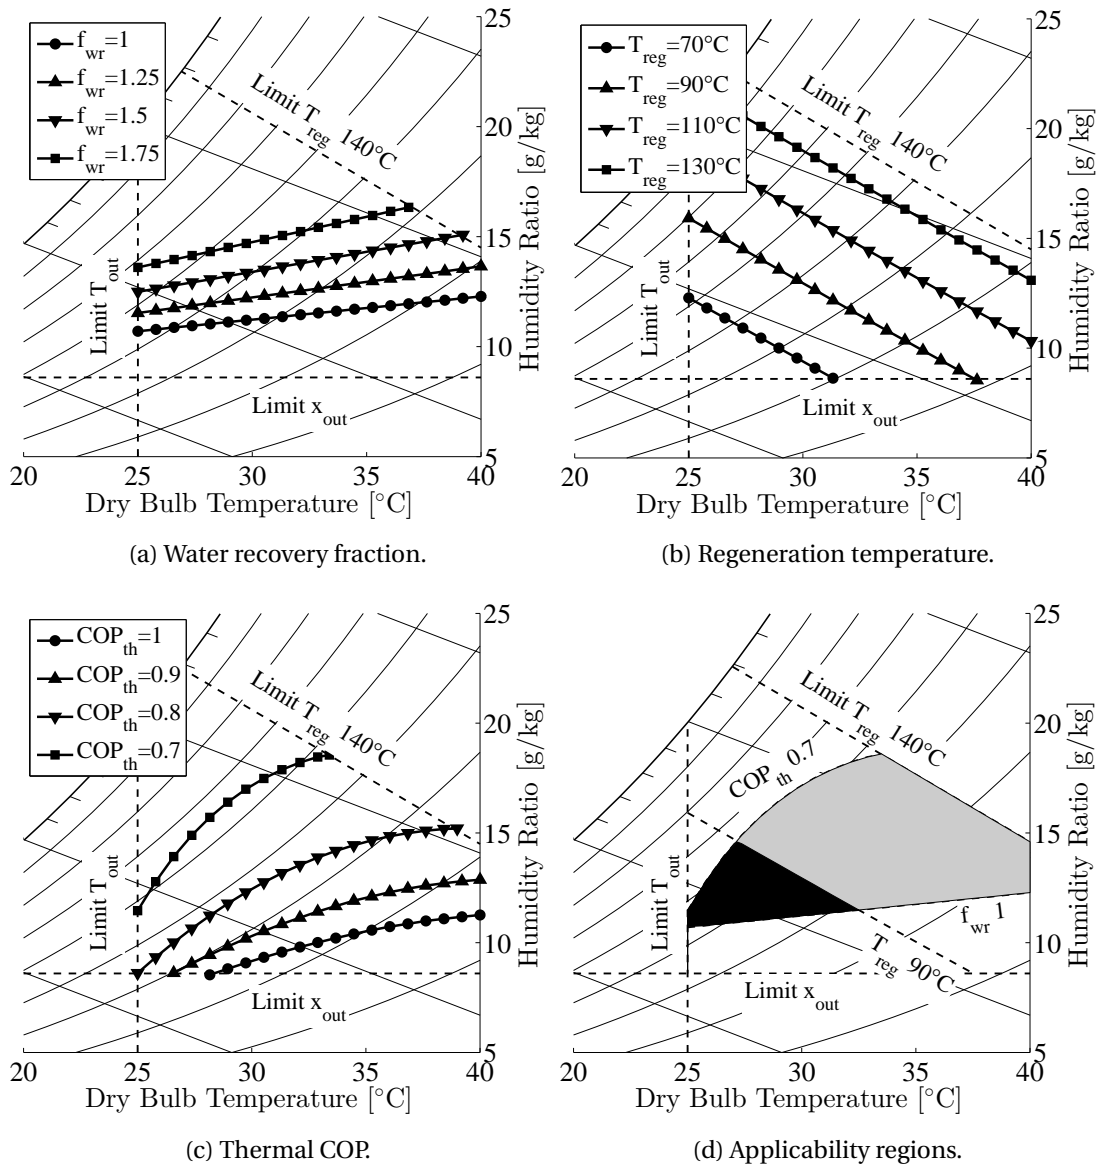 f_wr=1
f_wr=1.25
f_wr=1.5
f_wr=1.75
Limit T_reg 140°C
Limit T_out
Limit x_out
25
20
15
10
5
Humidity Ratio [g/kg]
20 25 30 35 40
Dry Bulb Temperature [°C]
(a) Water recovery fraction.
T_reg=70°C
T_reg=90°C
T_reg=110°C
T_reg=130°C
Limit T_reg 140°C
Limit T_out
Limit x_out
25
20
15
10
5
Humidity Ratio [g/kg]
20 25 30 35 40
Dry Bulb Temperature [°C]
(b) Regeneration temperature.
COP_th=1
COP_th=0.9
COP_th=0.8
COP_th=0.7
Limit T_reg 140°C
Limit T_out
Limit x_out
25
20
15
10
5
Humidity Ratio [g/kg]
20 25 30 35 40
Dry Bulb Temperature [°C]
(c) Thermal COP.
Limit T_reg 140°C
COP_th 0.7
Limit T_out
f_wr 1
T_reg 90°C
Limit x_out
25
20
15
10
5
Humidity Ratio [g/kg]
20 25 30 35 40
Dry Bulb Temperature [°C]
(d) Applicability regions.